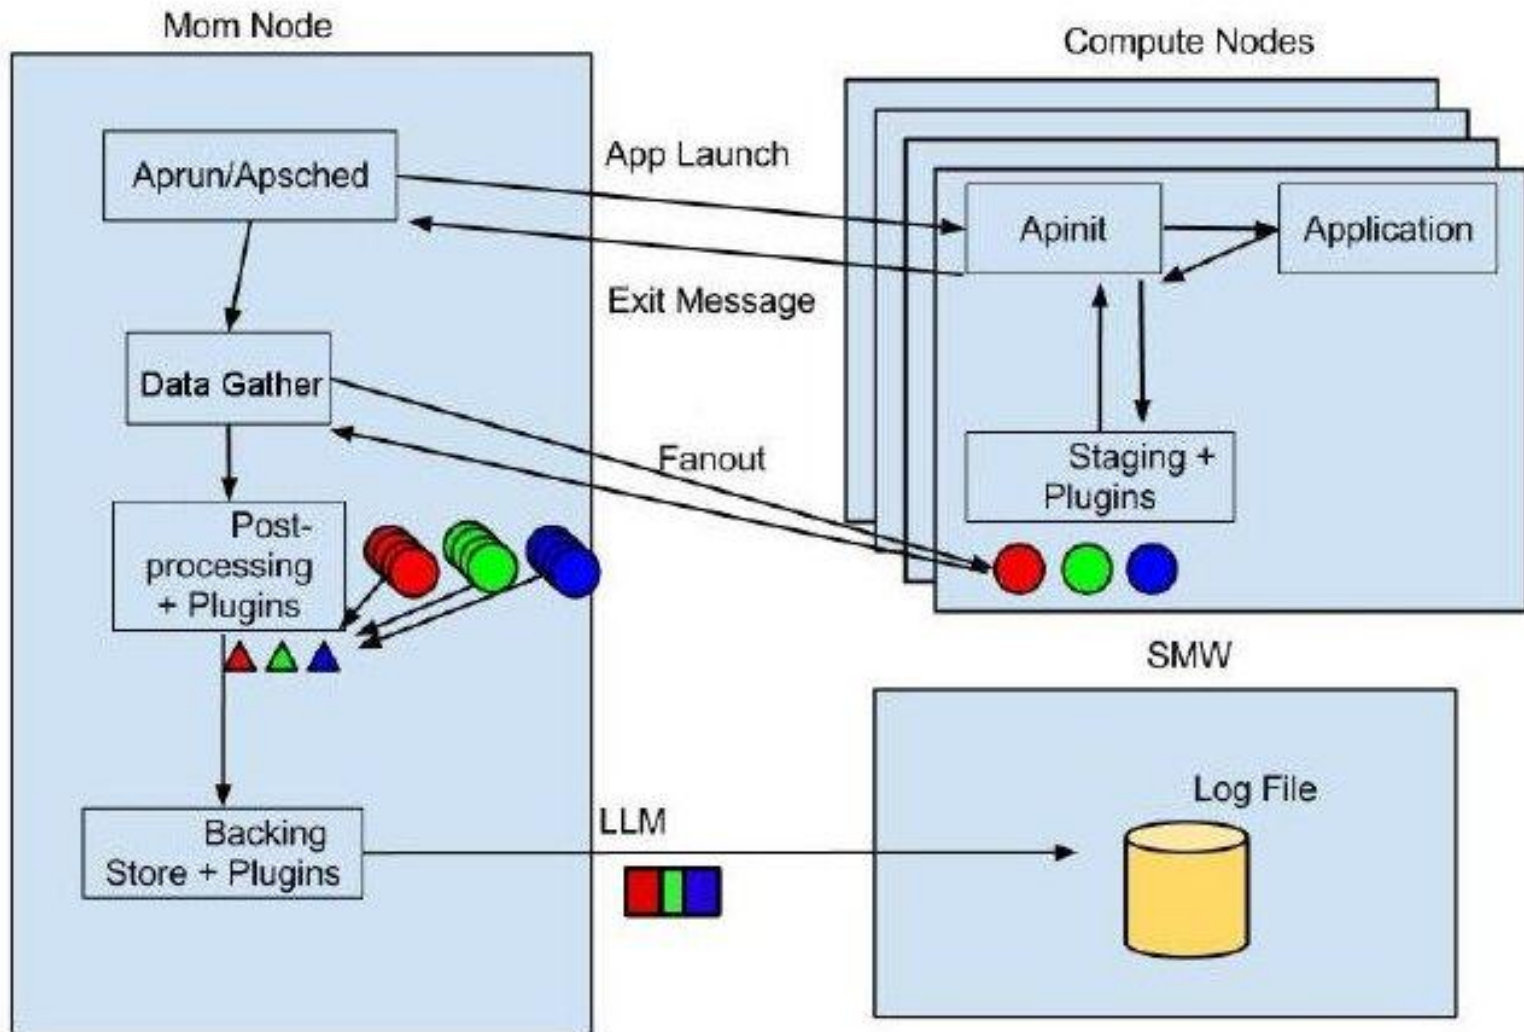 Mom Node
Compute Nodes
Aprun/Apsched
App Launch
Apinit
Application
Exit Message
Data Gather
Fanout
Staging +
Plugins
Post-
processing
+ Plugins
SMW
Log File
LLM
Backing
Store + Plugins